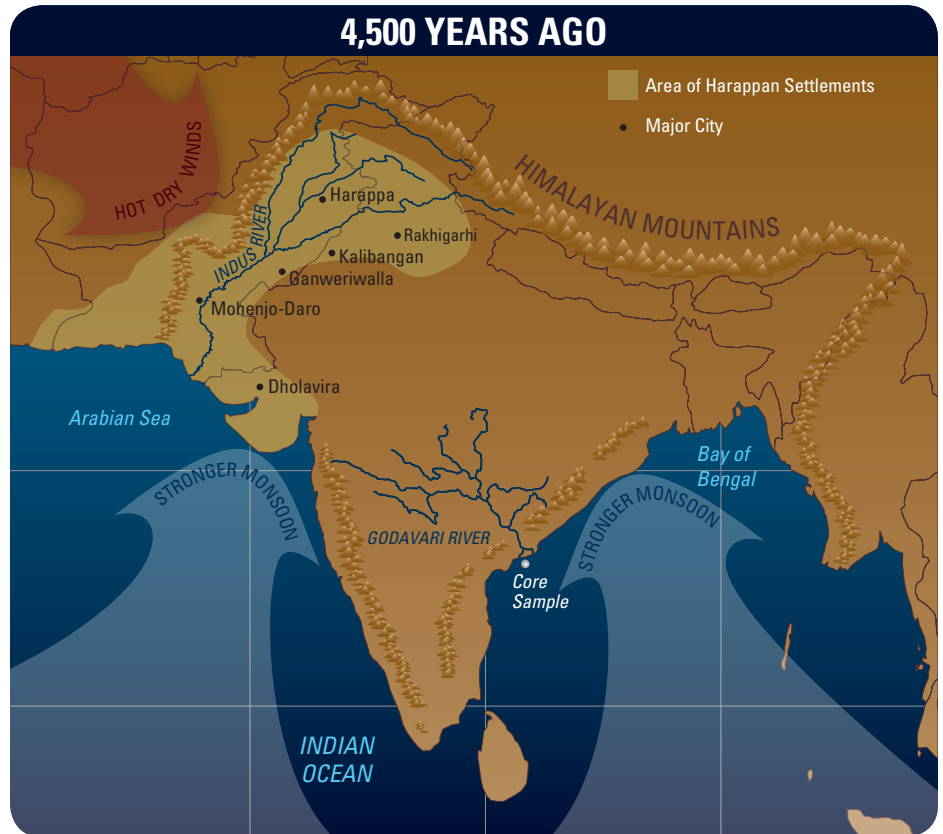 4,500 YEARS AGO
Area of Harappan Settlements
Major City
HOT DRY WINDS
HIMALAYAN MOUNTAINS
Harappa
INDUS RIVER
Rakhigarhi
Kalibangan
Ganweriwalla
Mohenjo-Daro
Dholavira
Arabian Sea
Bay of
Bengal
STRONGER MONSOON
STRONGER MONSOON
GODAVARI RIVER
Core
Sample
INDIAN
OCEAN